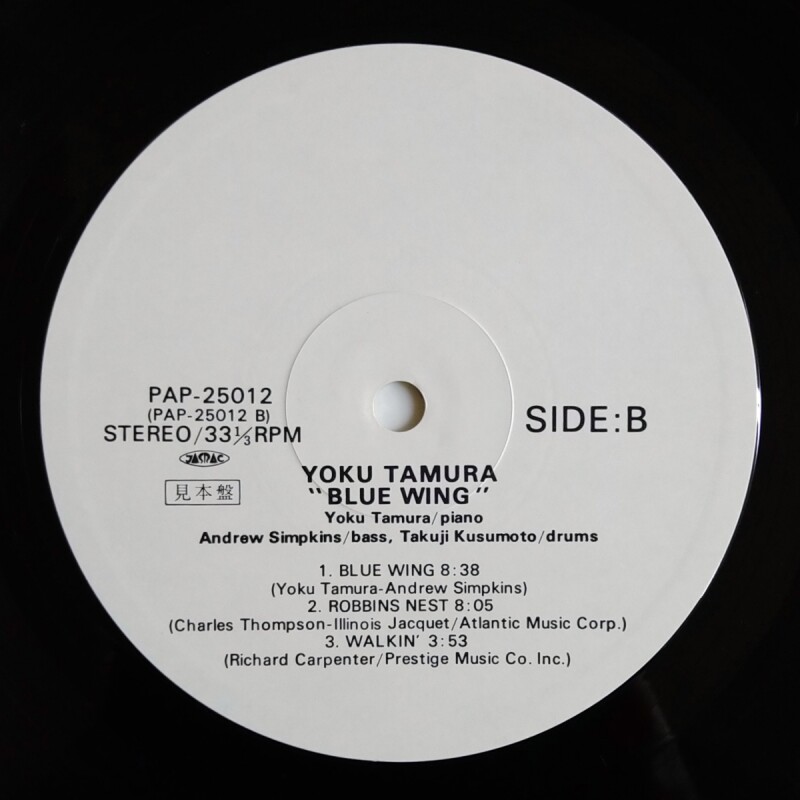 PAP-25012
(PAP-25012 B)
STEREO/33⅓RPM
JASRAC
見本盤
SIDE:B
YOKU TAMURA
"BLUE WING"
Yoku Tamura/piano
Andrew Simpkins/bass, Takuji Kusumoto/drums
1. BLUE WING 8:38
(Yoku Tamura-Andrew Simpkins)
2. ROBBINS NEST 8:05
(Charles Thompson-Illinois Jacquet/Atlantic Music Corp.)
3. WALKIN' 3:53
(Richard Carpenter/Prestige Music Co. Inc.)